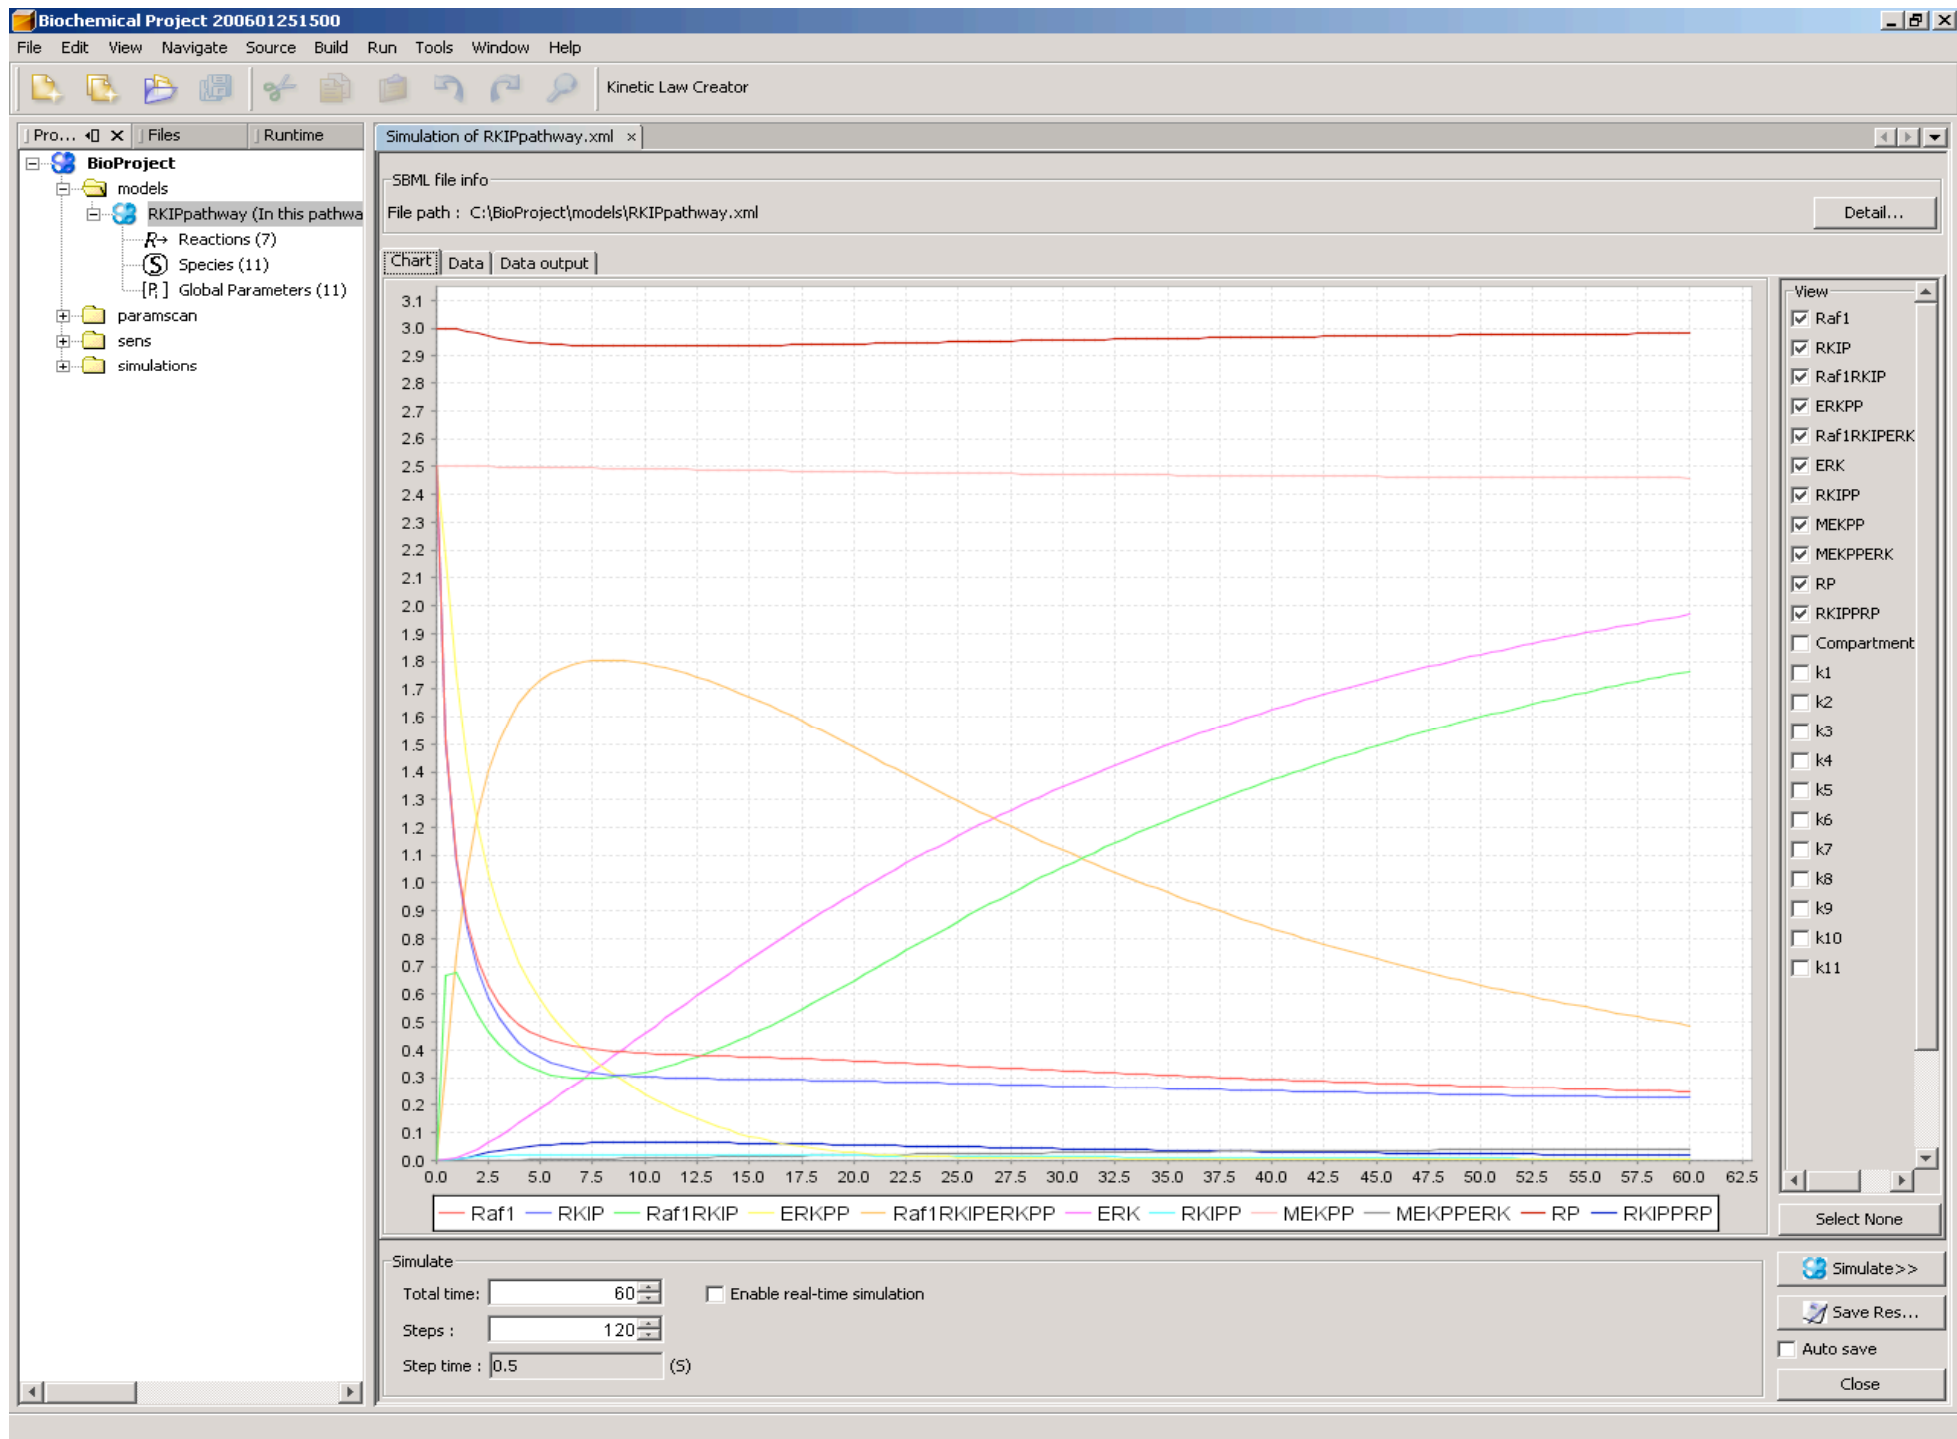 Biochemical Project 200601251500
File Edit View Navigate Source Build Run Tools Window Help
Kinetic Law Creator
Pro... Files Runtime
BioProject
models
RKIPpathway (In this pathwa
R→ Reactions (7)
S Species (11)
[P,] Global Parameters (11)
paramscan
sens
simulations
Simulation of RKIPpathway.xml ×
SBML file info
File path : C:\BioProject\models\RKIPpathway.xml
Detail...
Chart Data Data output
3.1
3.0
2.9
2.8
2.7
2.6
2.5
2.4
2.3
2.2
2.1
2.0
1.9
1.8
1.7
1.6
1.5
1.4
1.3
1.2
1.1
1.0
0.9
0.8
0.7
0.6
0.5
0.4
0.3
0.2
0.1
0.0
0.0 2.5 5.0 7.5 10.0 12.5 15.0 17.5 20.0 22.5 25.0 27.5 30.0 32.5 35.0 37.5 40.0 42.5 45.0 47.5 50.0 52.5 55.0 57.5 60.0 62.5
Raf1 RKIP Raf1RKIP ERKPP Raf1RKIPERKPP ERK RKIPP MEKPP MEKPPERK RP RKIPPRP
View
Raf1
RKIP
Raf1RKIP
ERKPP
Raf1RKIPERK
ERK
RKIPP
MEKPP
MEKPPERK
RP
RKIPPRP
Compartment
k1
k2
k3
k4
k5
k6
k7
k8
k9
k10
k11
Select None
Simulate
Total time: 60
Enable real-time simulation
Steps : 120
Step time : 0.5 (S)
Simulate>>
Save Res...
Auto save
Close